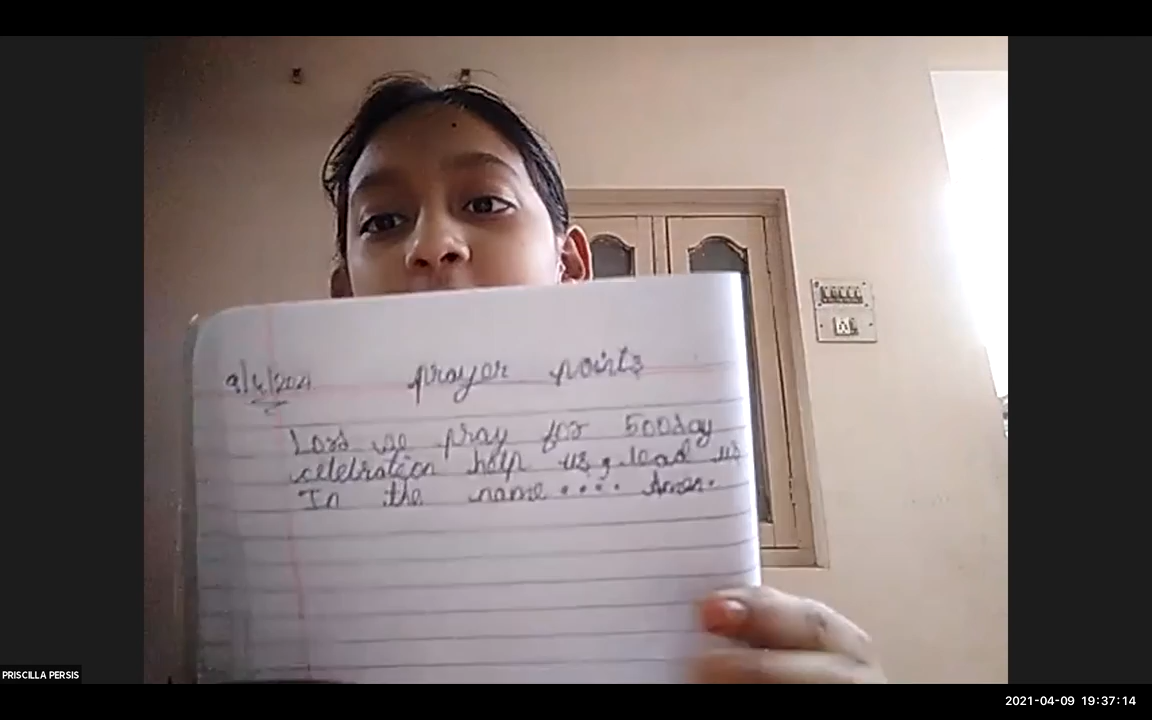 9/4/2021 prayer points
Lord we pray for 500day
celebration help us, lead us
In the name .... Amen.
PRISCILLA PERSIS
2021-04-09 19:37:14